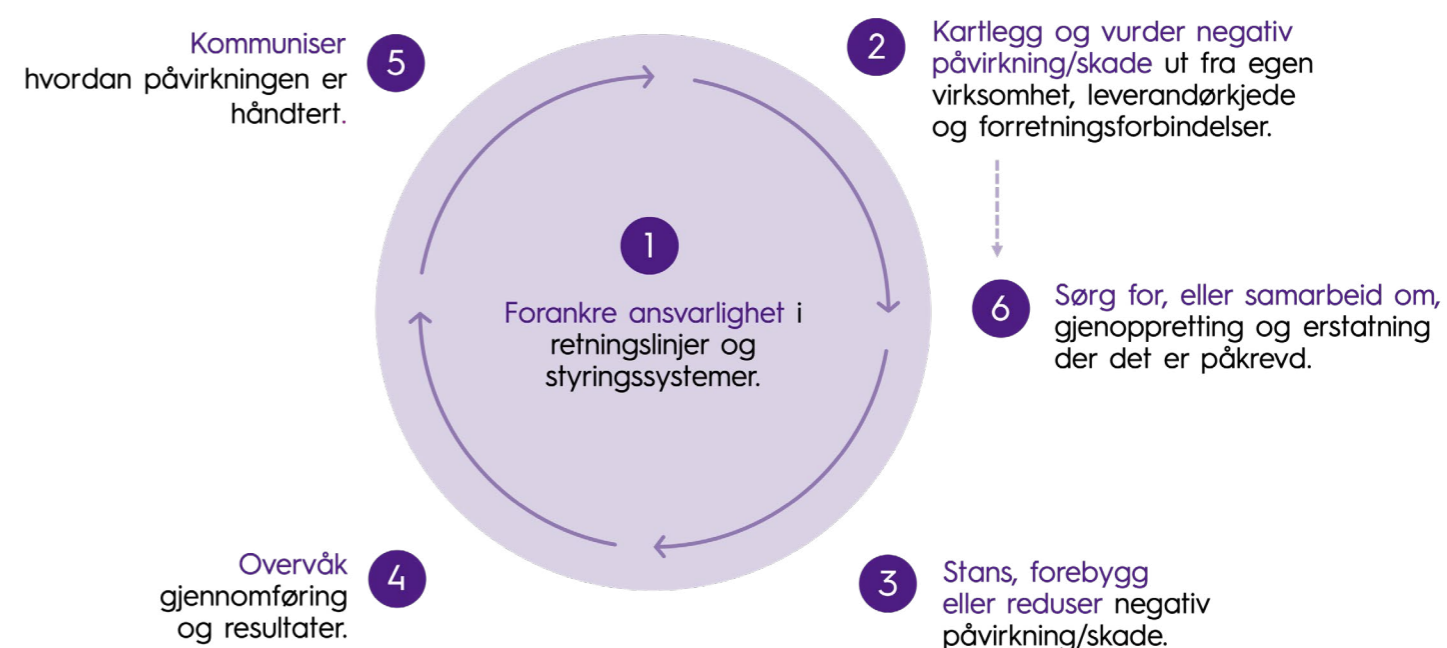 1
Forankre ansvarlighet i
retningslinjer og
styringssystemer.
2
Kartlegg og vurder negativ
påvirkning/skade ut fra egen
virksomhet, leverandørkjede
og forretningsforbindelser.
3
Stans, forebygg
eller reduser negativ
påvirkning/skade.
4
Overvåk
gjennomføring
og resultater.
5
Kommuniser
hvordan påvirkningen er
håndtert.
6
Sørg for, eller samarbeid om,
gjenoppretting og erstatning
der det er påkrevd.